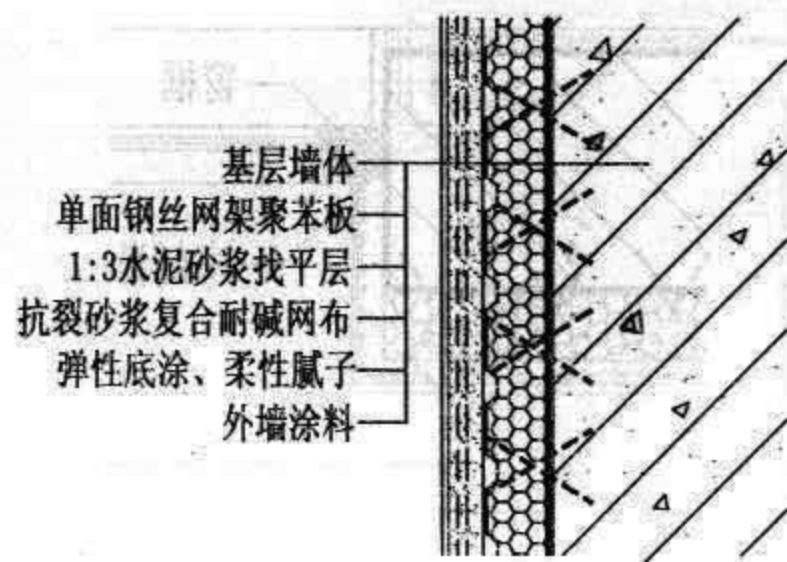 基层墙体
单面钢丝网架聚苯板
1:3水泥砂浆找平层
抗裂砂浆复合耐碱网布
弹性底涂、柔性腻子
外墙涂料